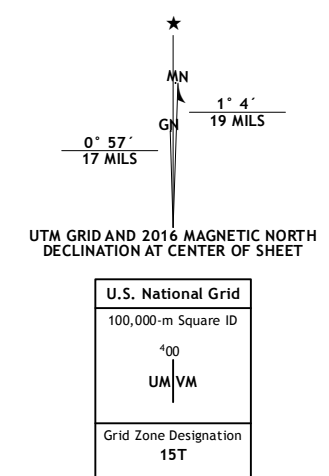 MN
1° 4´
19 MILS
GN
0° 57´
17 MILS
UTM GRID AND 2016 MAGNETIC NORTH
DECLINATION AT CENTER OF SHEET
U.S. National Grid
100,000-m Square ID
⁴00
UM VM
Grid Zone Designation
15T